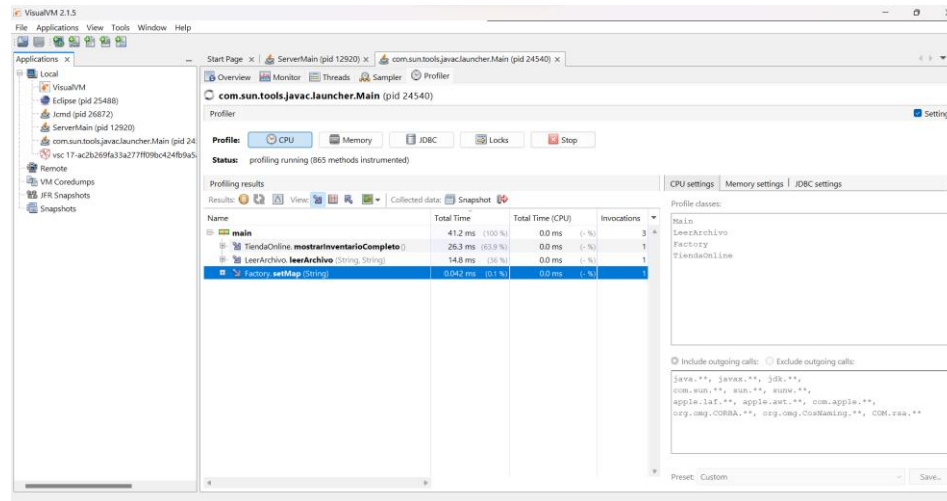 VisualVM 2.1.5
File Applications View Tools Window Help
Applications
Start Page
ServerMain (pid 12920)
com.sun.tools.javac.launcher.Main (pid 24540)
Local
VisualVM
Eclipse (pid 25488)
Jcmd (pid 26872)
ServerMain (pid 12920)
com.sun.tools.javac.launcher.Main (pid 24
vsc 17-ac2b269fa33a277ff09bc424fb9a5
Remote
VM Coredumps
JFR Snapshots
Snapshots
Overview Monitor Threads Sampler Profiler
com.sun.tools.javac.launcher.Main (pid 24540)
Profiler
Setting
Profile: CPU Memory JDBC Locks Stop
Status: profiling running (865 methods instrumented)
Profiling results
Results: View: Collected data: Snapshot
Name Total Time Total Time (CPU) Invocations
main 41.2 ms (100 %) 0.0 ms (- %) 3
TiendaOnline.mostrarInventarioCompleto () 26.3 ms (63.9 %) 0.0 ms (- %) 1
LeerArchivo.leerArchivo (String, String) 14.8 ms (36 %) 0.0 ms (- %) 1
Factory.setMap (String) 0.042 ms (0.1 %) 0.0 ms (- %) 1
CPU settings Memory settings JDBC settings
Profile classes:
Main
LeerArchivo
Factory
TiendaOnline
Include outgoing calls: Exclude outgoing calls:
java.**, javax.**, jdk.**,
com.sun.**, sun.**, sunw.**,
apple.laf.**, apple.awt.**, com.apple.**,
org.omg.CORBA.**, org.omg.CosNaming.**, COM.rsa.**
Preset: Custom
Save...